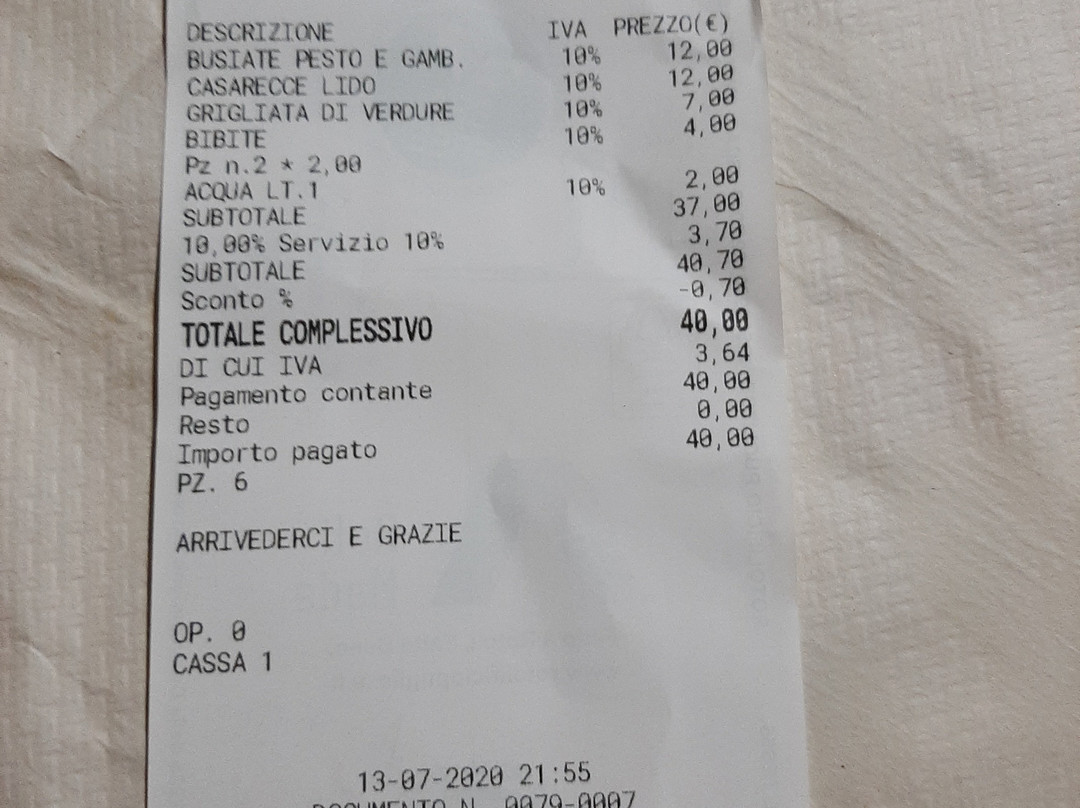 DESCRIZIONE IVA PREZZO(€)
BUSIATE PESTO E GAMB. 10% 12,00
CASARECCE LIDO 10% 12,00
GRIGLIATA DI VERDURE 10% 7,00
BIBITE 10% 4,00
Pz n.2 * 2,00
ACQUA LT.1 10% 2,00
SUBTOTALE 37,00
10,00% Servizio 10% 3,70
SUBTOTALE 40,70
Sconto % -0,70
TOTALE COMPLESSIVO 40,00
DI CUI IVA 3,64
Pagamento contante 40,00
Resto 0,00
Importo pagato 40,00
PZ. 6
ARRIVEDERCI E GRAZIE
OP. 0
CASSA 1
13-07-2020 21:55
DOCUMENTO N. 0079-0007